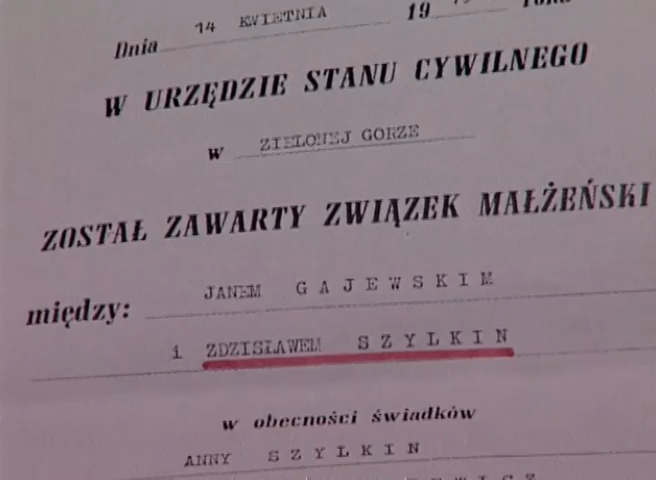 Dnia 14 KWIETNIA 19 roku
W URZĘDZIE STANU CYWILNEGO
w ZIELONEJ GORZE
ZOSTAŁ ZAWARTY ZWIĄZEK MAŁŻEŃSKI
między: JANEM GAJEWSKIM
i ZDZISŁAWEM SZYLKIN
w obecności świadków
ANNY SZYLKIN